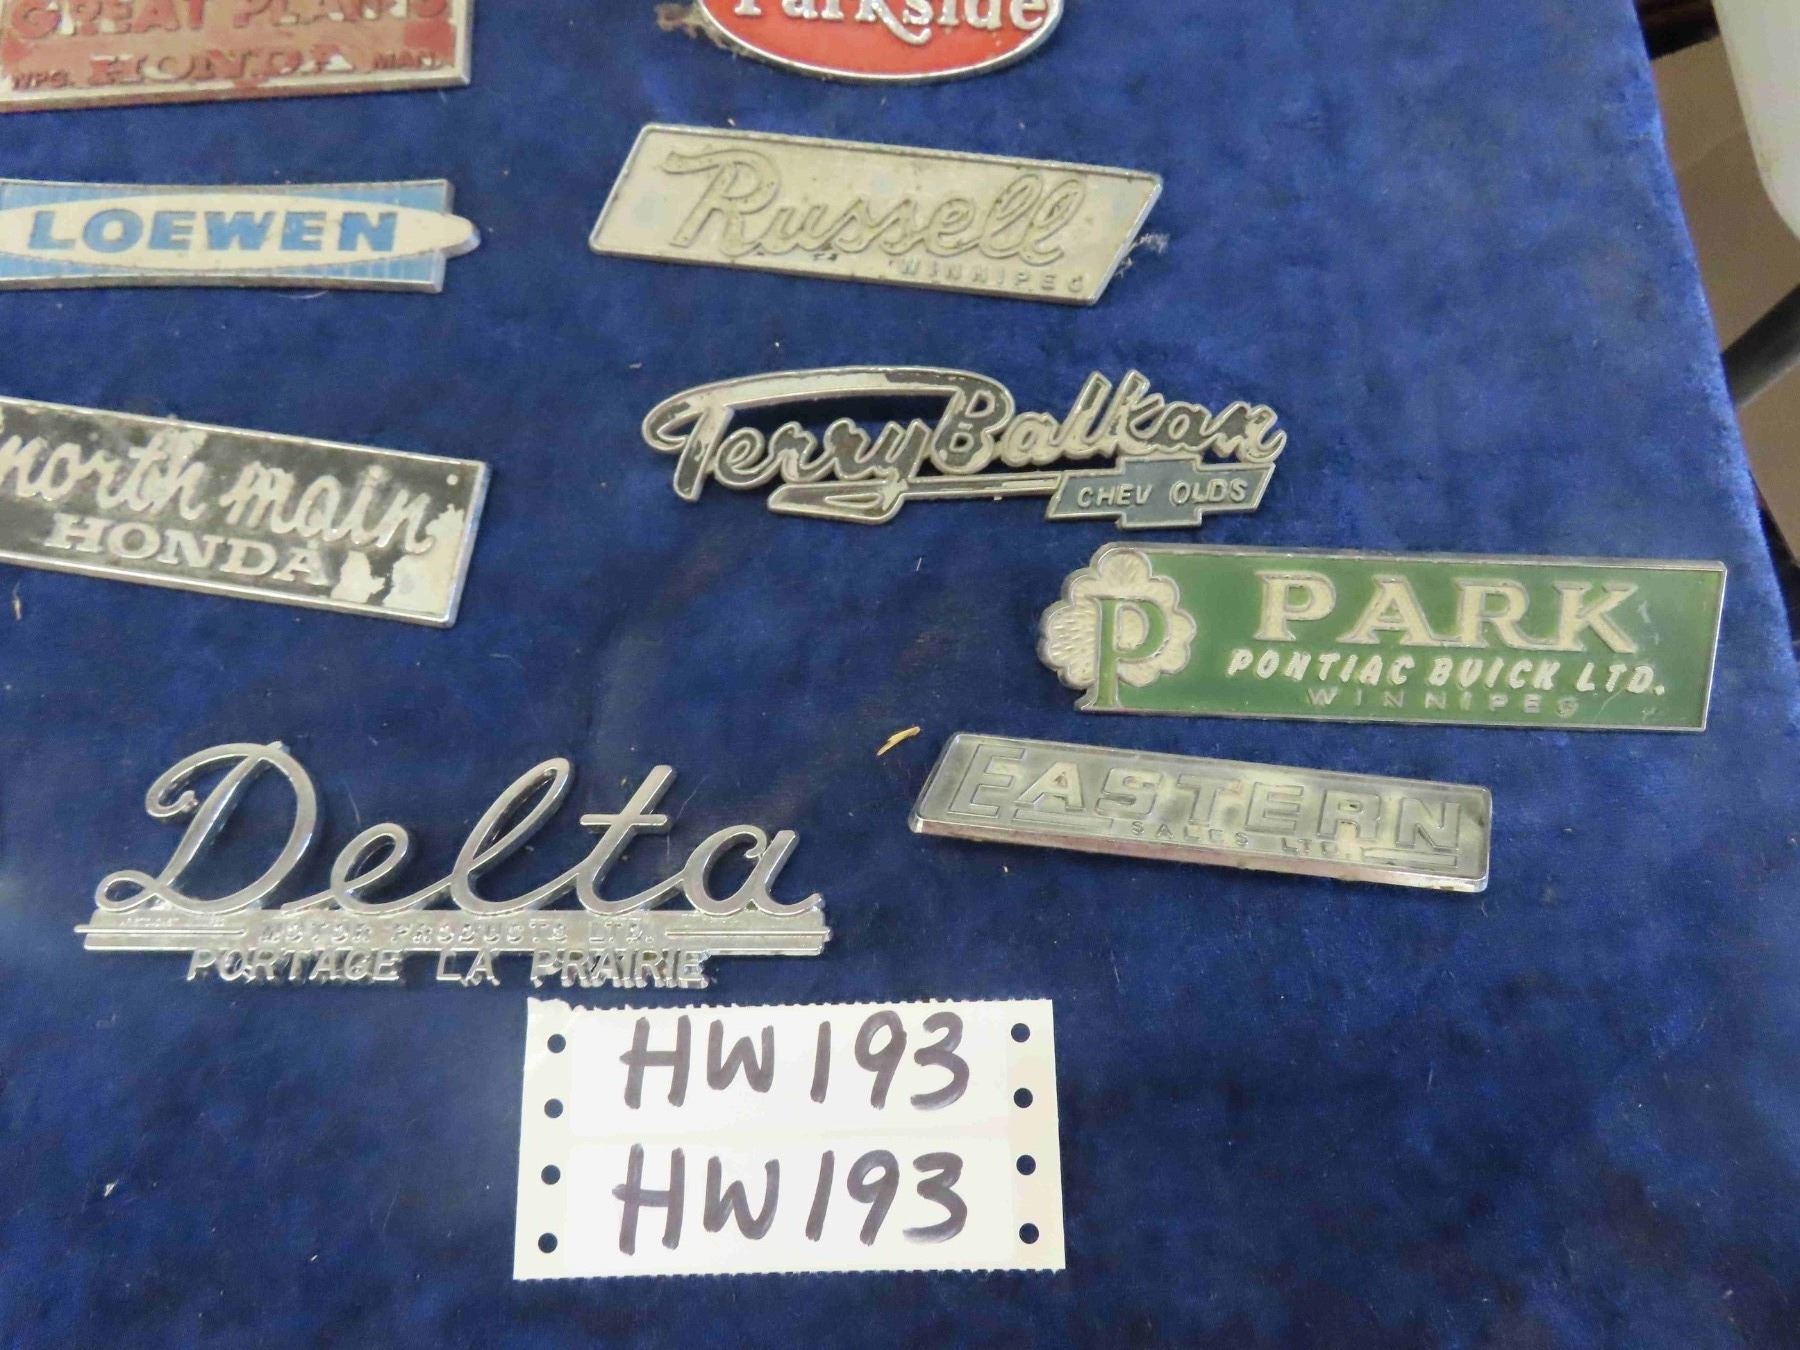 GREAT PLAINS
WPG. HONDA MAN.
Parkside
LOEWEN
Russell
WINNIPEG
north main
HONDA
Terry Balkan
CHEV OLDS
P PARK
PONTIAC BUICK LTD.
WINNIPEG
EASTERN
SALES LTD.
Delta
MOTOR PRODUCTS LTD.
PORTAGE LA PRAIRIE
HW193
HW193